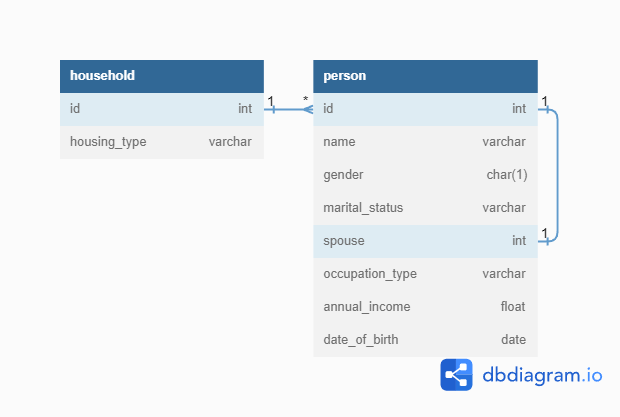 household
id int
housing_type varchar
1 *
person
id int
name varchar
gender char(1)
marital_status varchar
spouse int
occupation_type varchar
annual_income float
date_of_birth date
1
1
dbdiagram.io